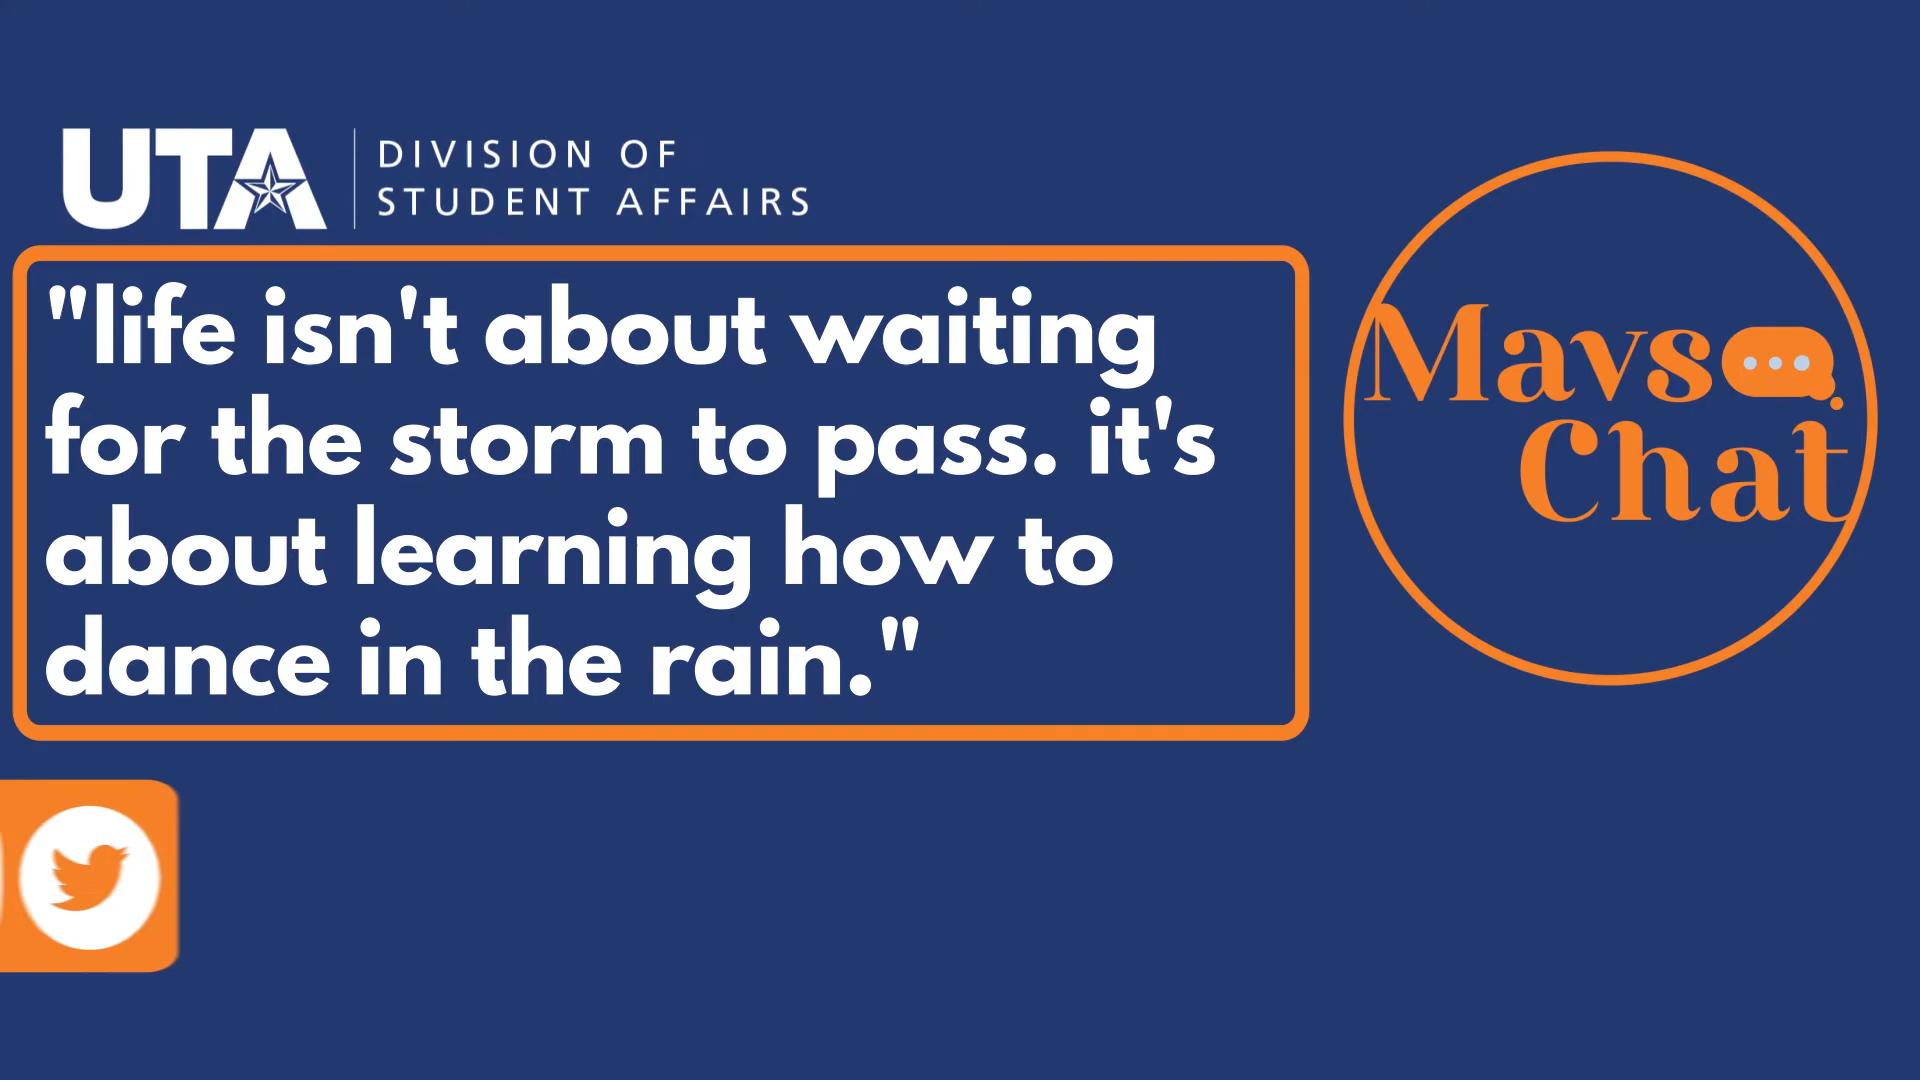 UTA
DIVISION OF
STUDENT AFFAIRS
"life isn't about waiting
for the storm to pass. it's
about learning how to
dance in the rain."
Mavs
Chat